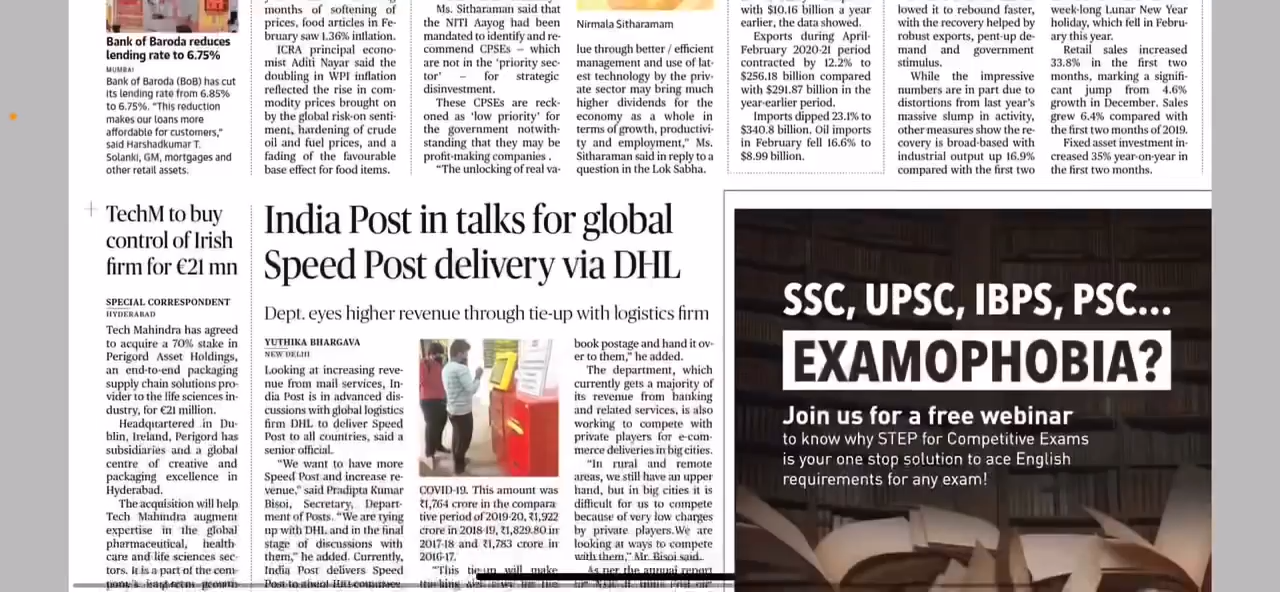 Bank of Baroda reduces
lending rate to 6.75%
MUMBAI
Bank of Baroda (BoB) has cut
its lending rate from 6.85%
to 6.75%. “This reduction
makes our loans more
affordable for customers,”
said Harshadkumar T.
Solanki, GM, mortgages and
other retail assets.
months of softening of
prices, food articles in Fe-
bruary saw 1.36% inflation.
ICRA principal econo-
mist Aditi Nayar said the
doubling in WPI inflation
reflected the rise in com-
modity prices brought on
by the global risk-on senti-
ment, hardening of crude
oil and fuel prices, and a
fading of the favourable
base effect for food items.
Ms. Sitharaman said that
the NITI Aayog had been
mandated to identify and re-
commend CPSEs – which
are not in the ‘priority sec-
tor’ – for strategic
disinvestment.
These CPSEs are reck-
oned as ‘low priority’ for
the government notwith-
standing that they may be
profit-making companies .
“The unlocking of real va-
Nirmala Sitharamam
lue through better / efficient
management and use of lat-
est technology by the priv-
ate sector may bring much
higher dividends for the
economy as a whole in
terms of growth, productivi-
ty and employment,” Ms.
Sitharaman said in reply to a
question in the Lok Sabha.
with $10.16 billion a year
earlier, the data showed.
Exports during April-
February 2020-21 period
contracted by 12.2% to
$256.18 billion compared
with $291.87 billion in the
year-earlier period.
Imports dipped 23.1% to
$340.8 billion. Oil imports
in February fell 16.6% to
$8.99 billion.
lowed it to rebound faster,
with the recovery helped by
robust exports, pent-up de-
mand and government
stimulus.
While the impressive
numbers are in part due to
distortions from last year’s
massive slump in activity,
other measures show the re-
covery is broad-based with
industrial output up 16.9%
compared with the first two
week-long Lunar New Year
holiday, which fell in Febru-
ary this year.
Retail sales increased
33.8% in the first two
months, marking a signifi-
cant jump from 4.6%
growth in December. Sales
grew 6.4% compared with
the first two months of 2019.
Fixed asset investment in-
creased 35% year-on-year in
the first two months.
TechM to buy
control of Irish
firm for €21 mn
SPECIAL CORRESPONDENT
HYDERABAD
Tech Mahindra has agreed
to acquire a 70% stake in
Perigord Asset Holdings,
an end-to-end packaging
supply chain solutions pro-
vider to the life sciences in-
dustry, for €21 million.
Headquartered in Du-
blin, Ireland, Perigord has
subsidiaries and a global
centre of creative and
packaging excellence in
Hyderabad.
The acquisition will help
Tech Mahindra augment
expertise in the global
pharmaceutical, health-
care and life sciences sec-
tors. It is a part of the com-
pany’s long-term growth
India Post in talks for global
Speed Post delivery via DHL
Dept. eyes higher revenue through tie-up with logistics firm
YUTHIKA BHARGAVA
NEW DELHI
Looking at increasing reve-
nue from mail services, In-
dia Post is in advanced dis-
cussions with global logistics
firm DHL to deliver Speed
Post to all countries, said a
senior official.
“We want to have more
Speed Post and increase re-
venue,” said Pradipta Kumar
Bisoi, Secretary, Depart-
ment of Posts. “We are tying
up with DHL and in the final
stage of discussions with
them,” he added. Currently,
India Post delivers Speed
Post to about 100 countries
COVID-19. This amount was
₹1,764 crore in the compara-
tive period of 2019-20, ₹1,922
crore in 2018-19, ₹1,829.80 in
2017-18 and ₹1,783 crore in
2016-17.
“This tie-up will make
book postage and hand it ov-
er to them,” he added.
The department, which
currently gets a majority of
its revenue from banking
and related services, is also
working to compete with
private players for e-com-
merce deliveries in big cities.
“In rural and remote
areas, we still have an upper
hand, but in big cities it is
difficult for us to compete
because of very low charges
by private players.We are
looking at ways to compete
with them,” Mr. Bisoi said.
As per the annual report
SSC, UPSC, IBPS, PSC...
EXAMOPHOBIA?
Join us for a free webinar
to know why STEP for Competitive Exams
is your one stop solution to ace English
requirements for any exam!